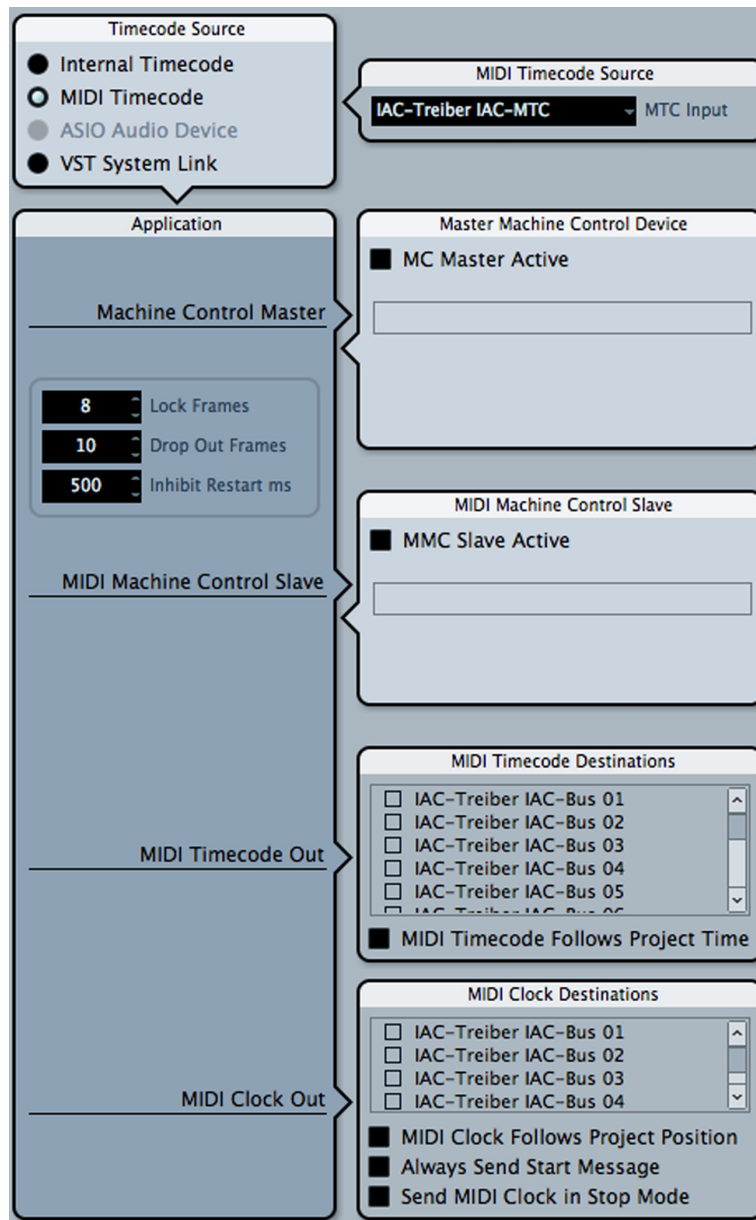 Timecode Source
Internal Timecode
MIDI Timecode
ASIO Audio Device
VST System Link
MIDI Timecode Source
IAC-Treiber IAC-MTC MTC Input
Application
Machine Control Master
8 Lock Frames
10 Drop Out Frames
500 Inhibit Restart ms
MIDI Machine Control Slave
MIDI Timecode Out
MIDI Clock Out
Master Machine Control Device
MC Master Active
MIDI Machine Control Slave
MMC Slave Active
MIDI Timecode Destinations
IAC-Treiber IAC-Bus 01
IAC-Treiber IAC-Bus 02
IAC-Treiber IAC-Bus 03
IAC-Treiber IAC-Bus 04
IAC-Treiber IAC-Bus 05
IAC-Treiber IAC-Bus 06
MIDI Timecode Follows Project Time
MIDI Clock Destinations
IAC-Treiber IAC-Bus 01
IAC-Treiber IAC-Bus 02
IAC-Treiber IAC-Bus 03
IAC-Treiber IAC-Bus 04
MIDI Clock Follows Project Position
Always Send Start Message
Send MIDI Clock in Stop Mode